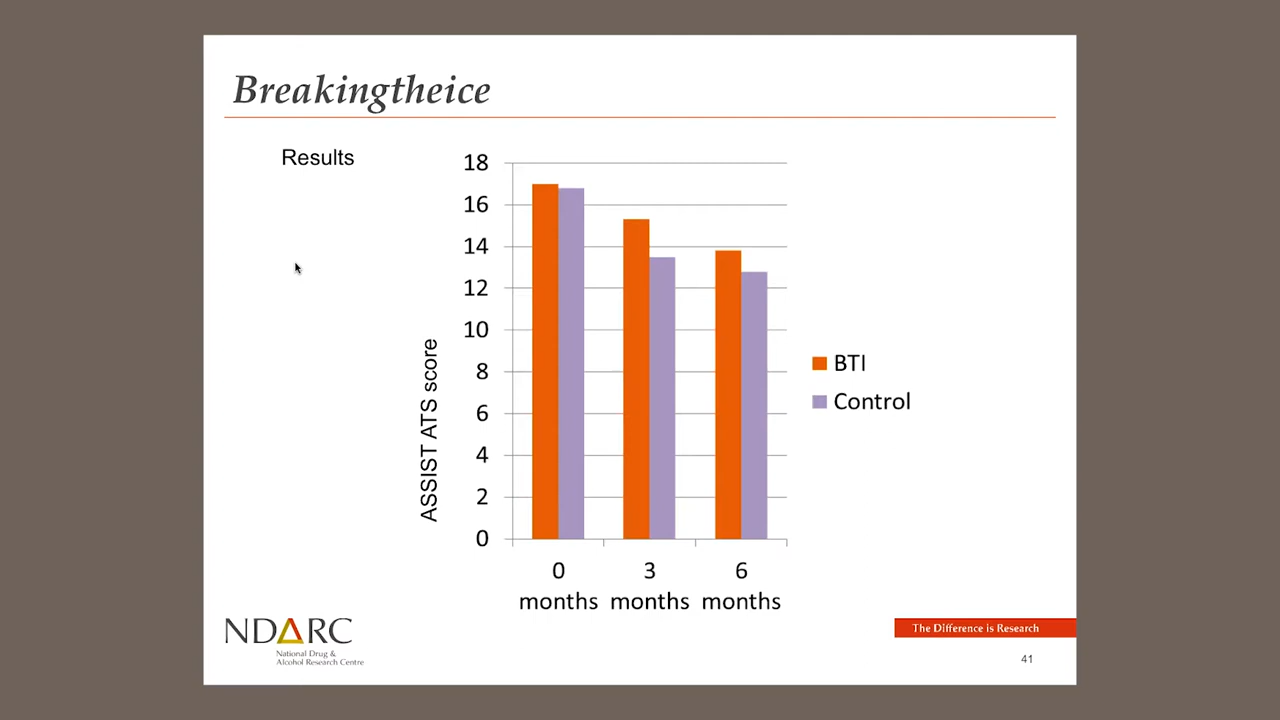 Breakingtheice
Results
18
16
14
12
10
8
6
4
2
0
ASSIST ATS score
0 months
3 months
6 months
BTI
Control
NDARC
National Drug &
Alcohol Research Centre
The Difference is Research
41